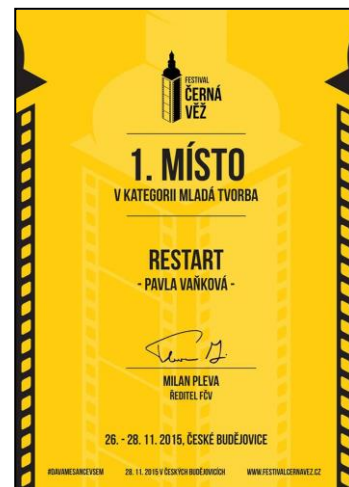 FESTIVAL
ČERNÁ
VĚŽ
1. MÍSTO
V KATEGORII MLADÁ TVORBA
RESTART
- PAVLA VAŇKOVÁ -
MILAN PLEVA
ŘEDITEL FČV
26. - 28. 11. 2015, ČESKÉ BUDĚJOVICE
#DAVAMESANCEVSEM 28. 11. 2015 V ČESKÝCH BUDĚJOVICÍCH WWW.FESTIVALCERNAVEZ.CZ